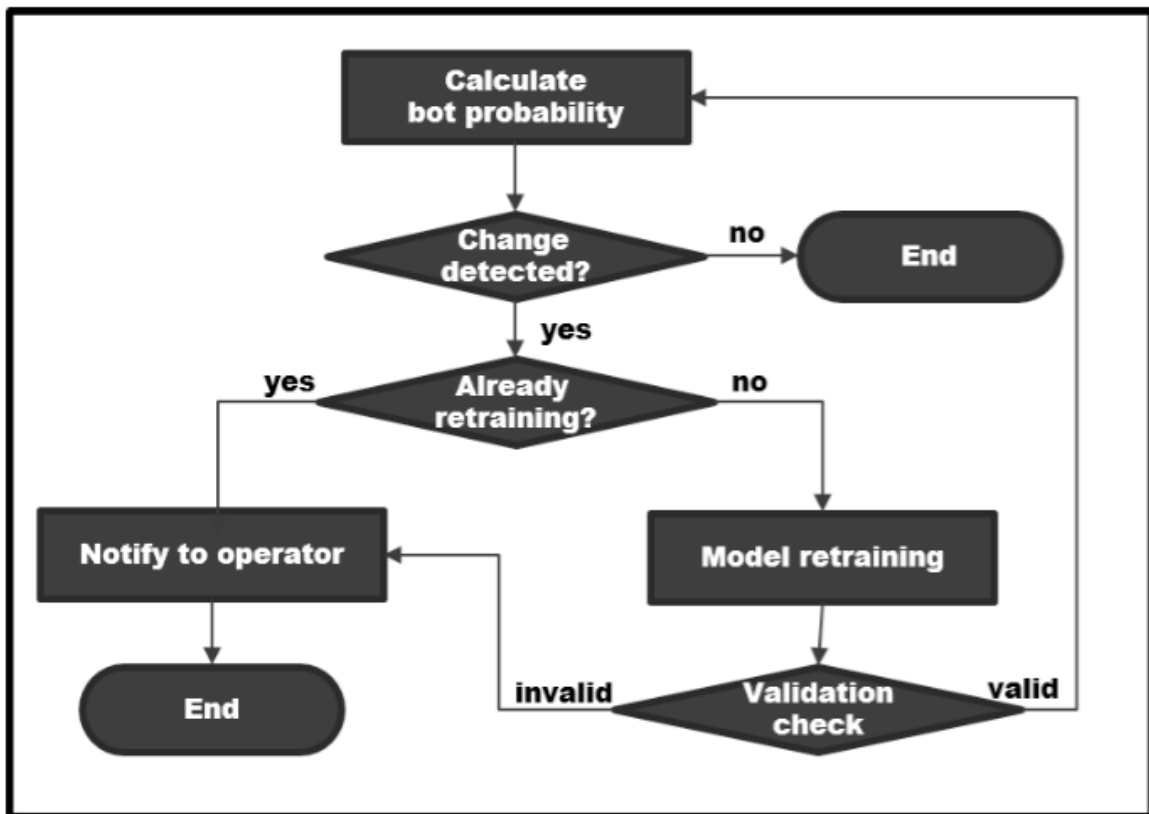 Calculate
bot probability
Change
detected?
no
End
yes
yes
Already
retraining?
no
Notify to operator
Model retraining
End
invalid
Validation
check
valid